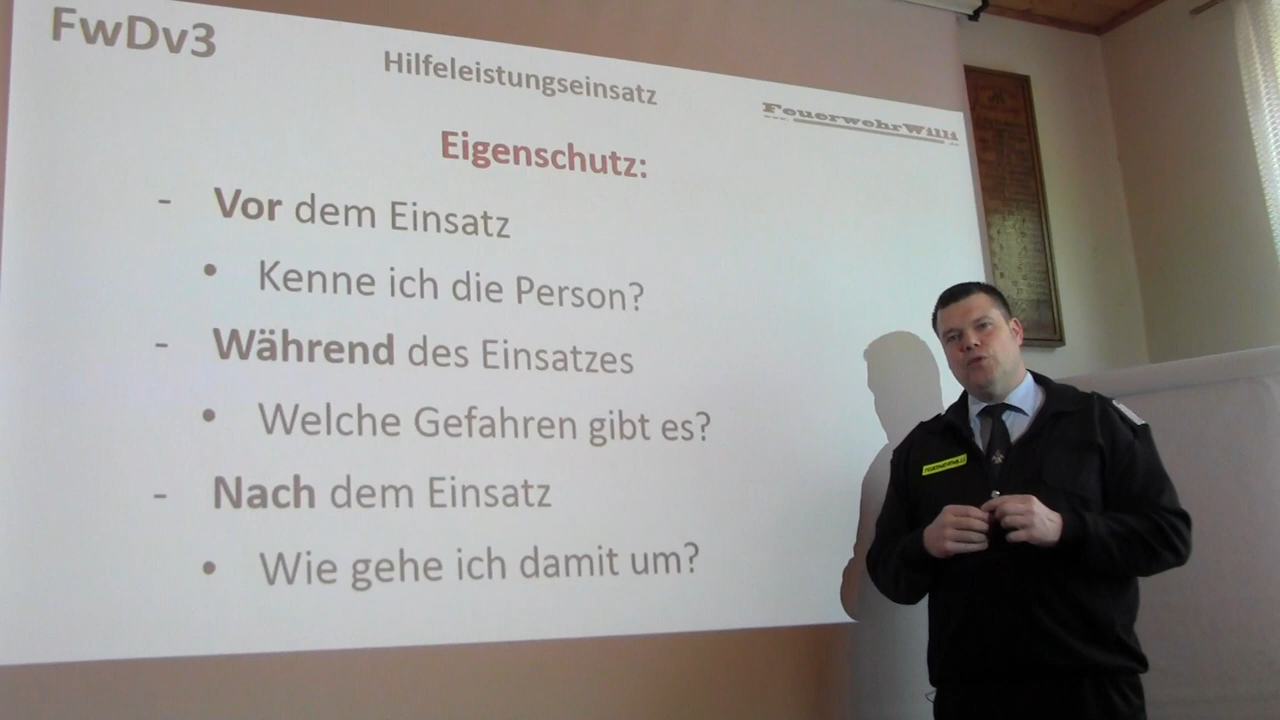 FwDv3
Hilfeleistungseinsatz
FeuerwehrWilli
Eigenschutz:
- Vor dem Einsatz
• Kenne ich die Person?
- Während des Einsatzes
• Welche Gefahren gibt es?
- Nach dem Einsatz
• Wie gehe ich damit um?